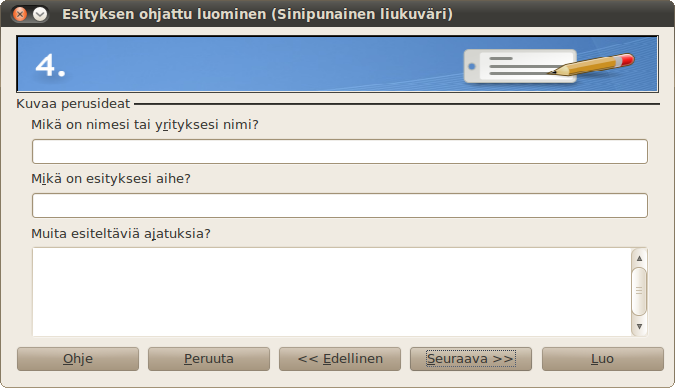 Esityksen ohjattu luominen (Sinipunainen liukuväri)
4.
Kuvaa perusideat
Mikä on nimesi tai yrityksesi nimi?
Mikä on esityksesi aihe?
Muita esiteltäviä ajatuksia?
Ohje
Peruuta
<< Edellinen
Seuraava >>
Luo